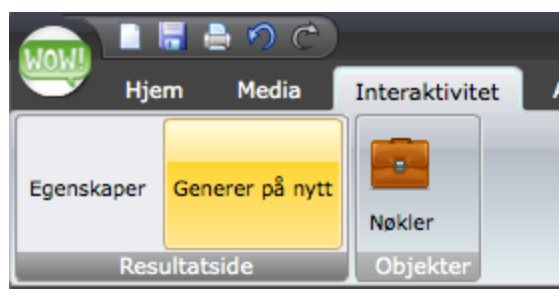 WOW!
Hjem Media Interaktivitet
Egenskaper Generer på nytt
Nøkler
Resultatside Objekter